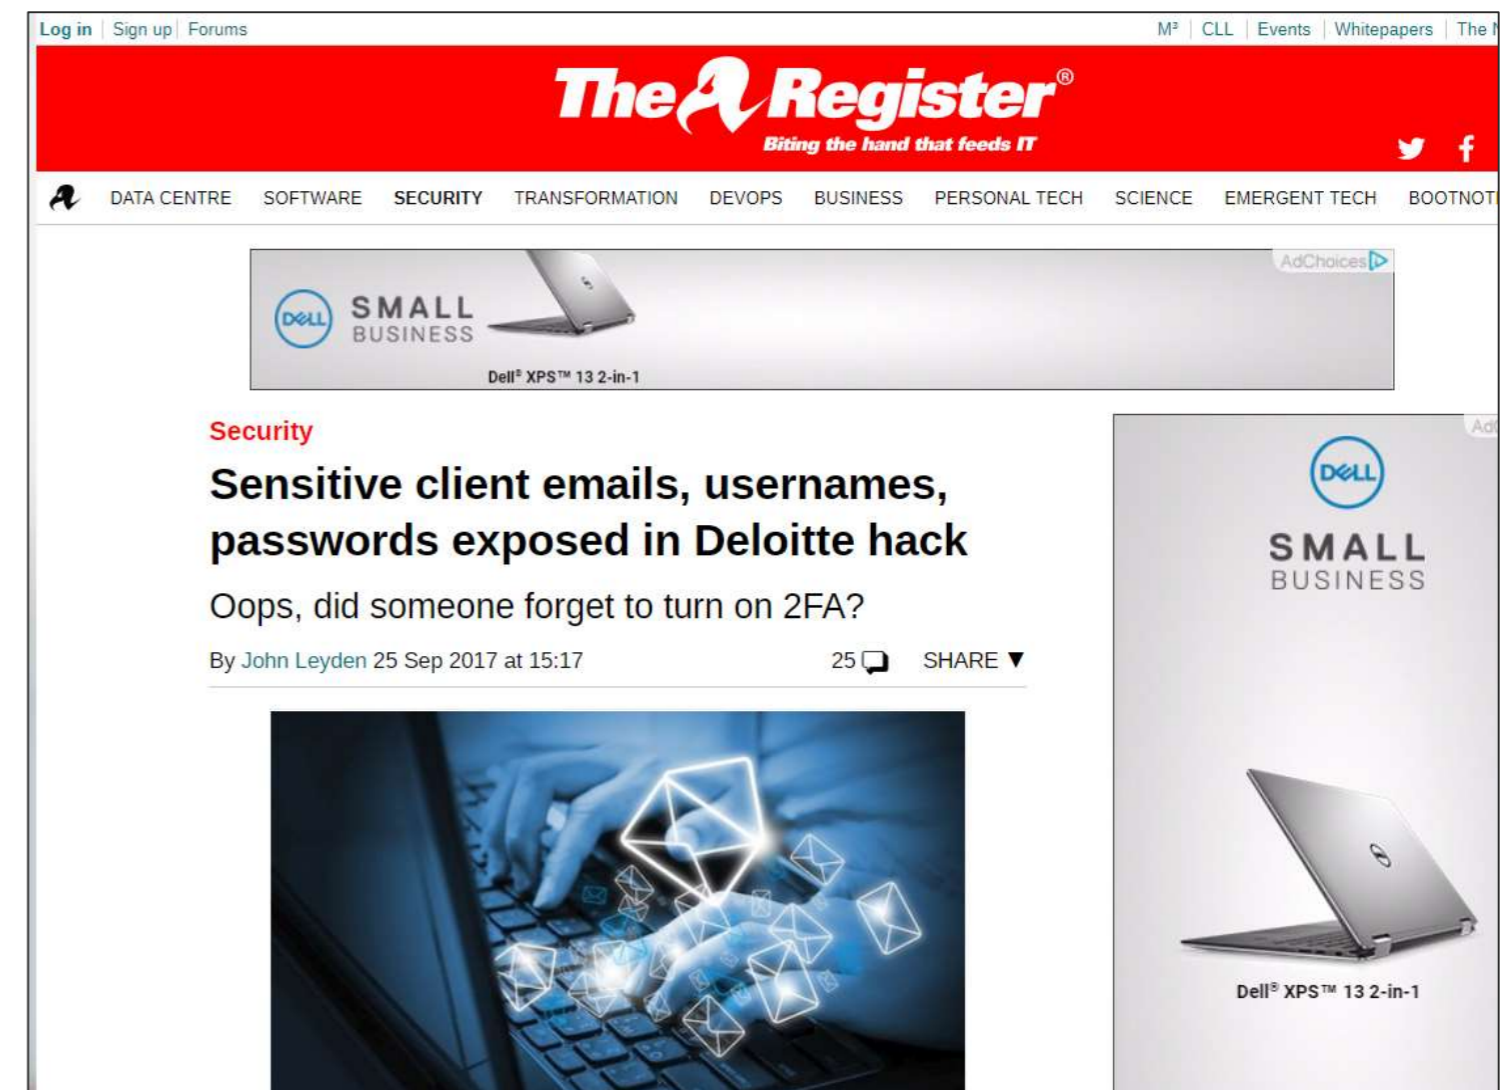 Log in | Sign up | Forums
M³ | CLL | Events | Whitepapers | The
The Register®
Biting the hand that feeds IT
DATA CENTRE SOFTWARE SECURITY TRANSFORMATION DEVOPS BUSINESS PERSONAL TECH SCIENCE EMERGENT TECH
AdChoices
DELL SMALL
BUSINESS
Dell® XPS™ 13 2-in-1
Security
Sensitive client emails, usernames,
passwords exposed in Deloitte hack
Oops, did someone forget to turn on 2FA?
By John Leyden 25 Sep 2017 at 15:17 25 SHARE ▼
DELL
SMALL
BUSINESS
Dell® XPS™ 13 2-in-1